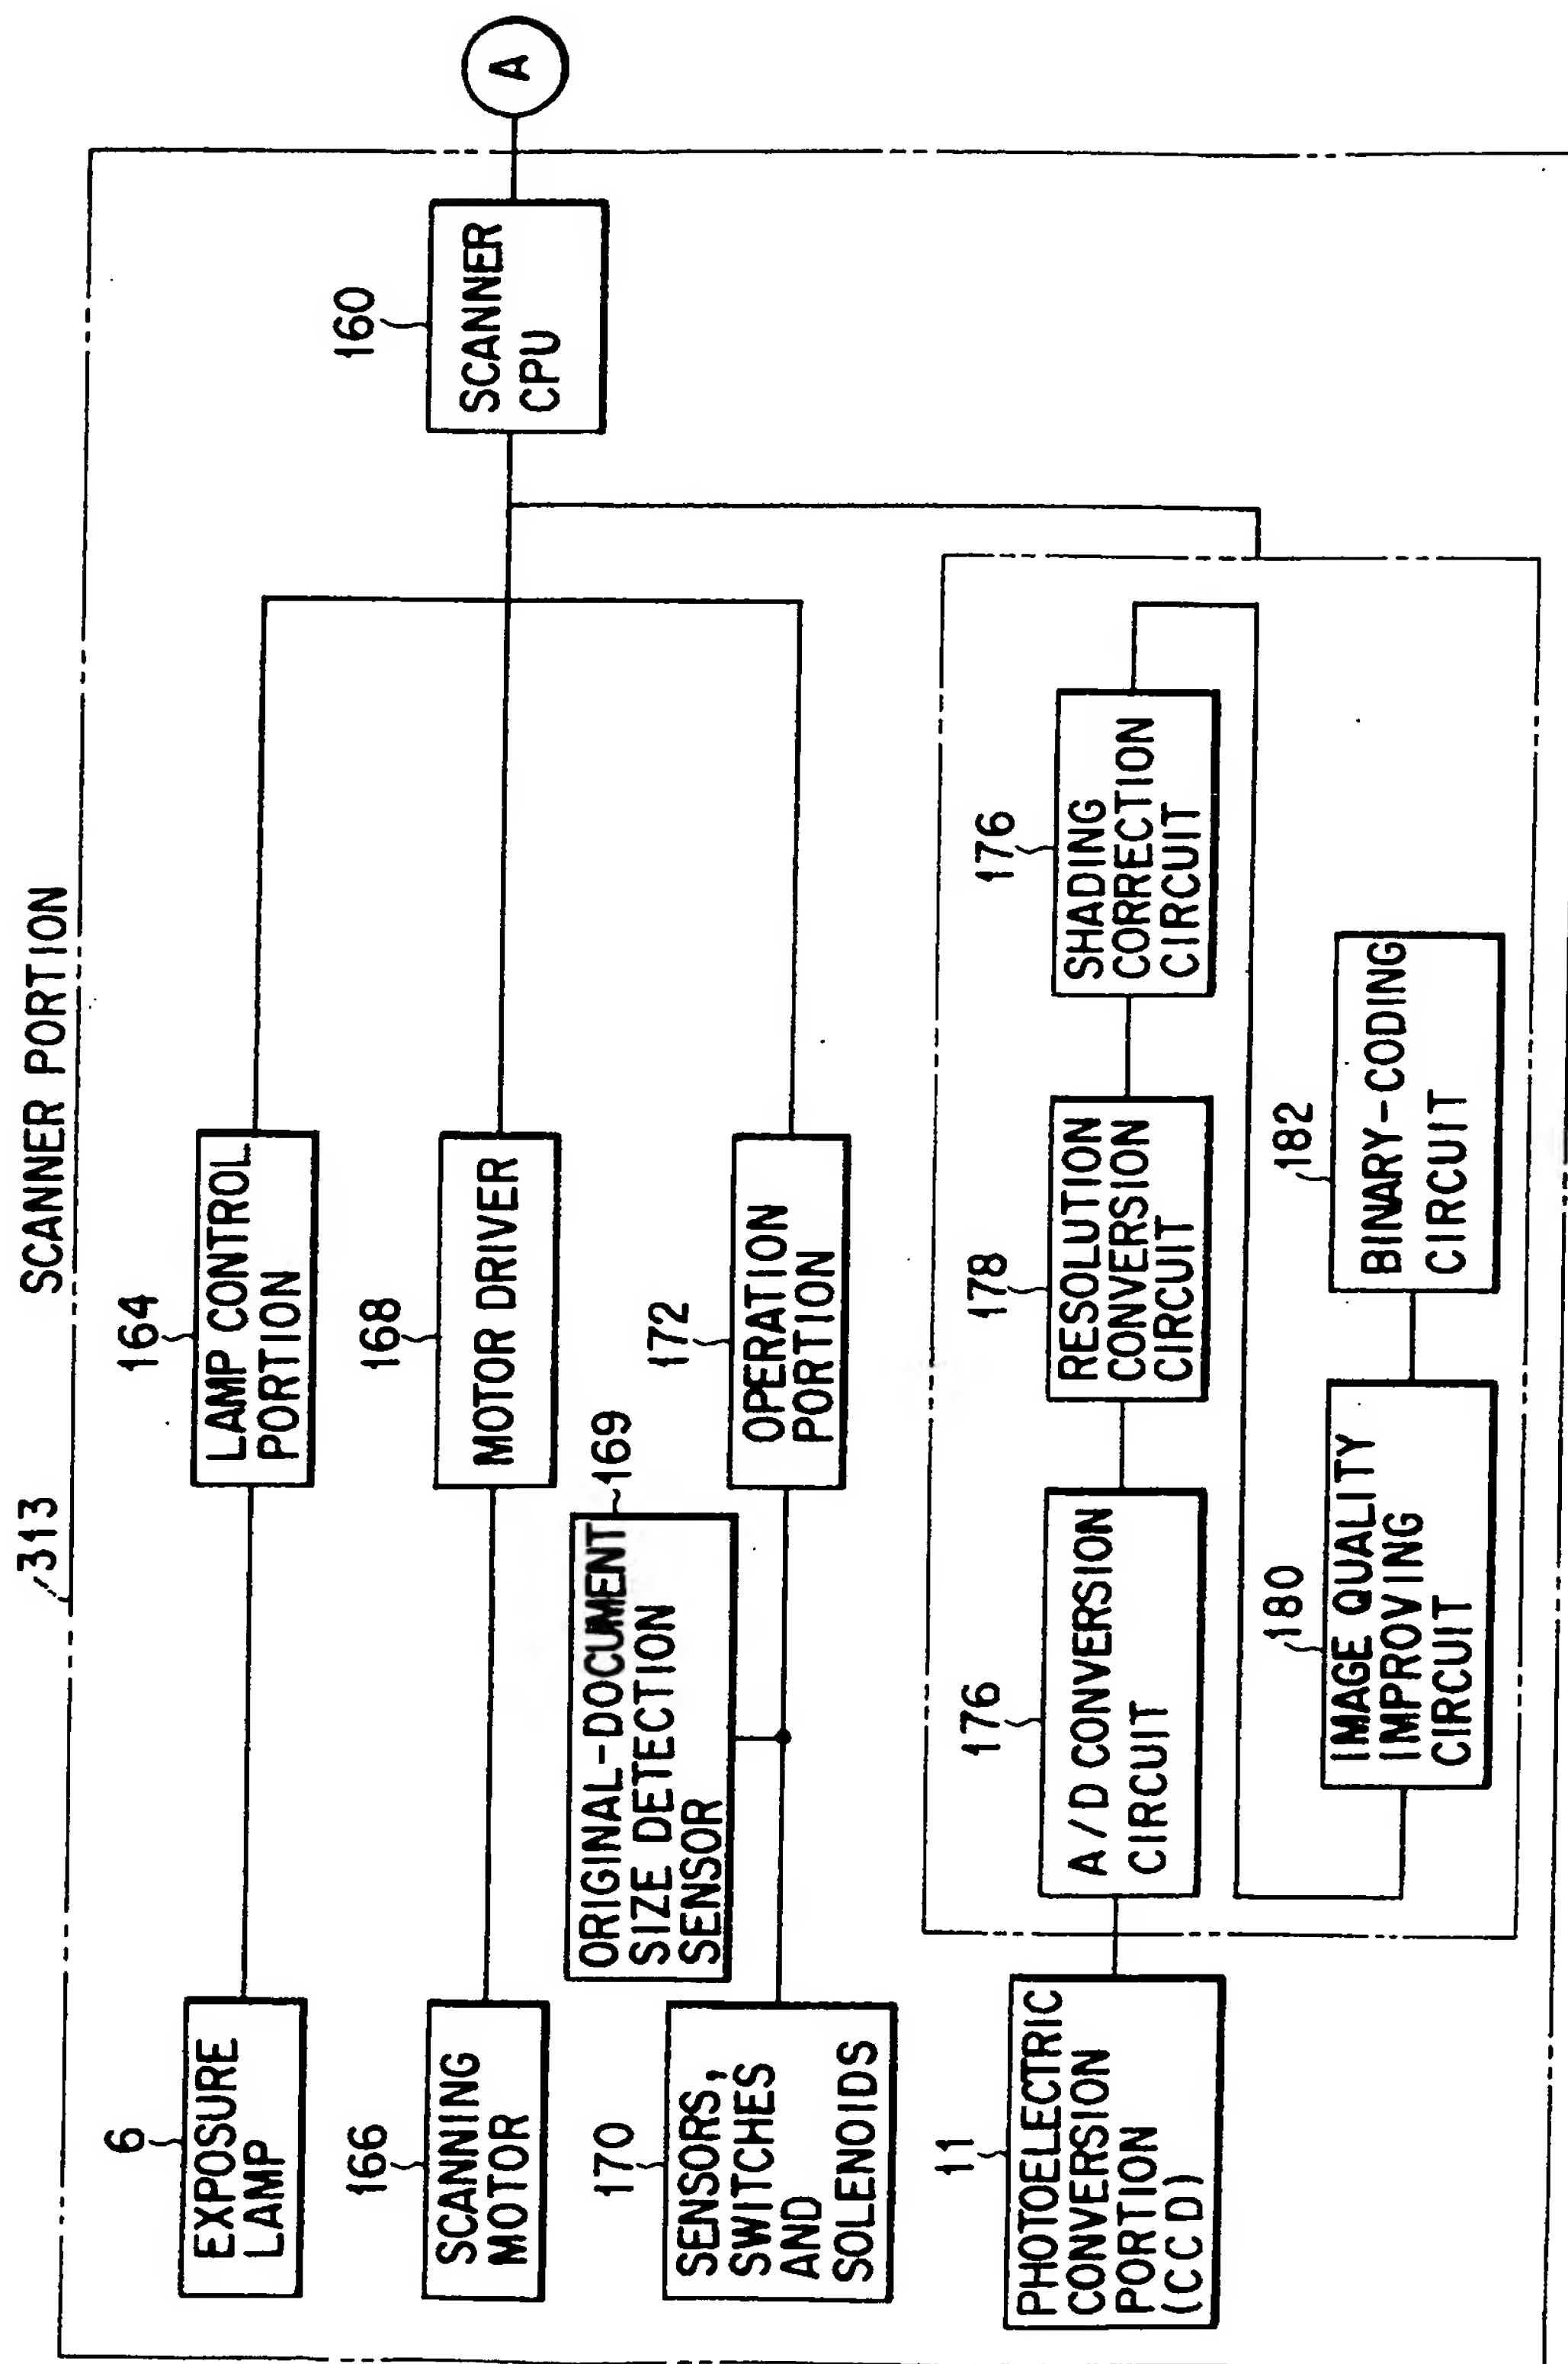 SCANNER PORTION
313
6
EXPOSURE
LAMP
164
LAMP CONTROL
PORTION
166
SCANNING
MOTOR
168
MOTOR DRIVER
160
SCANNER
CPU
A
169
ORIGINAL-DOCUMENT
SIZE DETECTION
SENSOR
170
SENSORS,
SWITCHES
AND
SOLENOIDS
172
OPERATION
PORTION
11
PHOTOELECTRIC
CONVERSION
PORTION
(CCD)
176
A/D CONVERSION
CIRCUIT
178
RESOLUTION
CONVERSION
CIRCUIT
176
SHADING
CORRECTION
CIRCUIT
180
IMAGE QUALITY
IMPROVING
CIRCUIT
182
BINARY-CODING
CIRCUIT